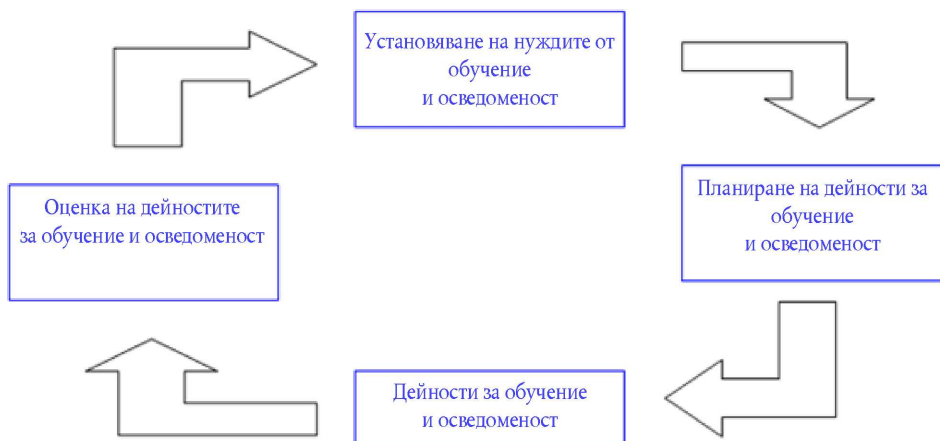 Установяване на нуждите от
обучение
и осведоменост
Планиране на дейности за
обучение
и осведоменост
Оценка на дейностите
за обучение и осведоменост
Дейности за обучение
и осведоменост